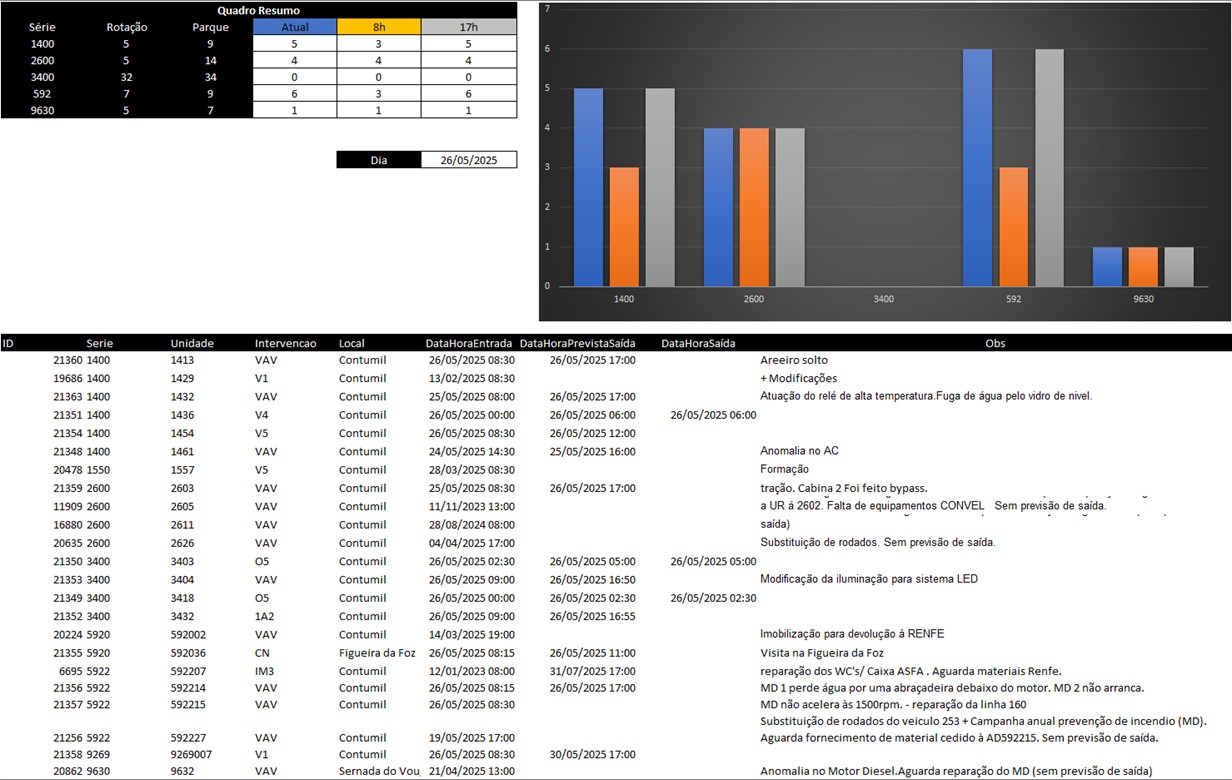 Quadro Resumo
Série Rotação Parque Atual 8h 17h
1400 5 9 5 3 5
2600 5 14 4 4 4
3400 32 34 0 0 0
592 7 9 6 3 6
9630 5 7 1 1 1
Dia 26/05/2025
7
6
5
4
3
2
1
0
1400 2600 3400 592 9630
ID Serie Unidade Intervencao Local DataHoraEntrada DataHoraPrevistaSaída DataHoraSaída Obs
21360 1400 1413 VAV Contumil 26/05/2025 08:30 26/05/2025 17:00 Areeiro solto
19686 1400 1429 V1 Contumil 13/02/2025 08:30 + Modificações
21363 1400 1432 VAV Contumil 25/05/2025 08:00 26/05/2025 17:00 Atuação do relé de alta temperatura.Fuga de água pelo vidro de nivel.
21351 1400 1436 V4 Contumil 26/05/2025 00:00 26/05/2025 06:00 26/05/2025 06:00
21354 1400 1454 V5 Contumil 26/05/2025 08:30 26/05/2025 12:00
21348 1400 1461 VAV Contumil 24/05/2025 14:30 25/05/2025 16:00 Anomalia no AC
20478 1550 1557 V5 Contumil 28/03/2025 08:30 Formação
21359 2600 2603 VAV Contumil 25/05/2025 08:30 26/05/2025 17:00 tração. Cabina 2 Foi feito bypass.
11909 2600 2605 VAV Contumil 11/11/2023 13:00 a UR á 2602. Falta de equipamentos CONVEL Sem previsão de saída.
16880 2600 2611 VAV Contumil 28/08/2024 08:00 saída)
20635 2600 2626 VAV Contumil 04/04/2025 17:00 Substituição de rodados. Sem previsão de saída.
21350 3400 3403 O5 Contumil 26/05/2025 02:30 26/05/2025 05:00 26/05/2025 05:00
21353 3400 3404 VAV Contumil 26/05/2025 09:00 26/05/2025 16:50 Modificação da iluminação para sistema LED
21349 3400 3418 O5 Contumil 26/05/2025 00:00 26/05/2025 02:30 26/05/2025 02:30
21352 3400 3432 1A2 Contumil 26/05/2025 09:00 26/05/2025 16:55
20224 5920 592002 VAV Contumil 14/03/2025 19:00 Imobilização para devolução à RENFE
21355 5920 592036 CN Figueira da Foz 26/05/2025 08:15 26/05/2025 11:00 Visita na Figueira da Foz
6695 5922 592207 IM3 Contumil 12/01/2023 08:00 31/07/2025 17:00 reparação dos WC's/ Caixa ASFA . Aguarda materiais Renfe.
21356 5922 592214 VAV Contumil 26/05/2025 08:15 26/05/2025 17:00 MD 1 perde água por uma abraçadeira debaixo do motor. MD 2 não arranca.
21357 5922 592215 VAV Contumil 26/05/2025 08:30 MD não acelera às 1500rpm. - reparação da linha 160
Substituição de rodados do veiculo 253 + Campanha anual prevenção de incendio (MD).
21256 5922 592227 VAV Contumil 19/05/2025 17:00 Aguarda fornecimento de material cedido à AD592215. Sem previsão de saída.
21358 9269 9269007 V1 Contumil 26/05/2025 08:30 30/05/2025 17:00
20862 9630 9632 VAV Sernada do Vou 21/04/2025 13:00 Anomalia no Motor Diesel.Aguarda reparação do MD (sem previsão de saída)